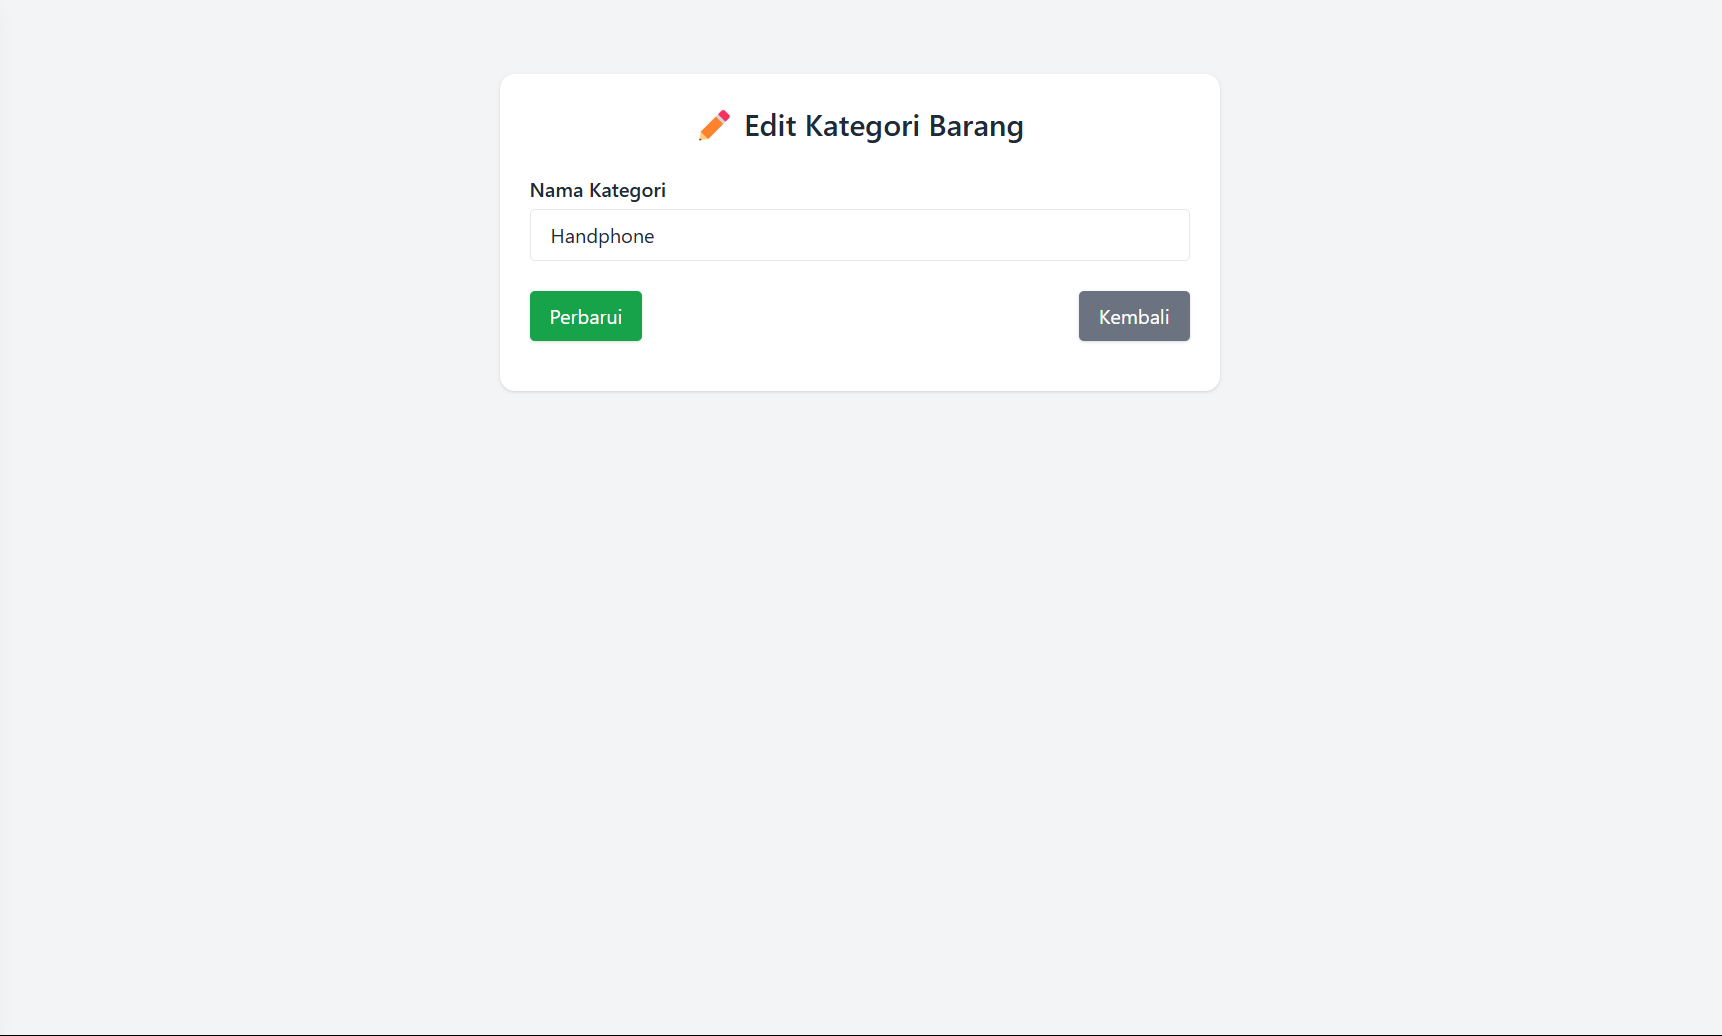 Edit Kategori Barang
Nama Kategori
Handphone
Perbarui
Kembali